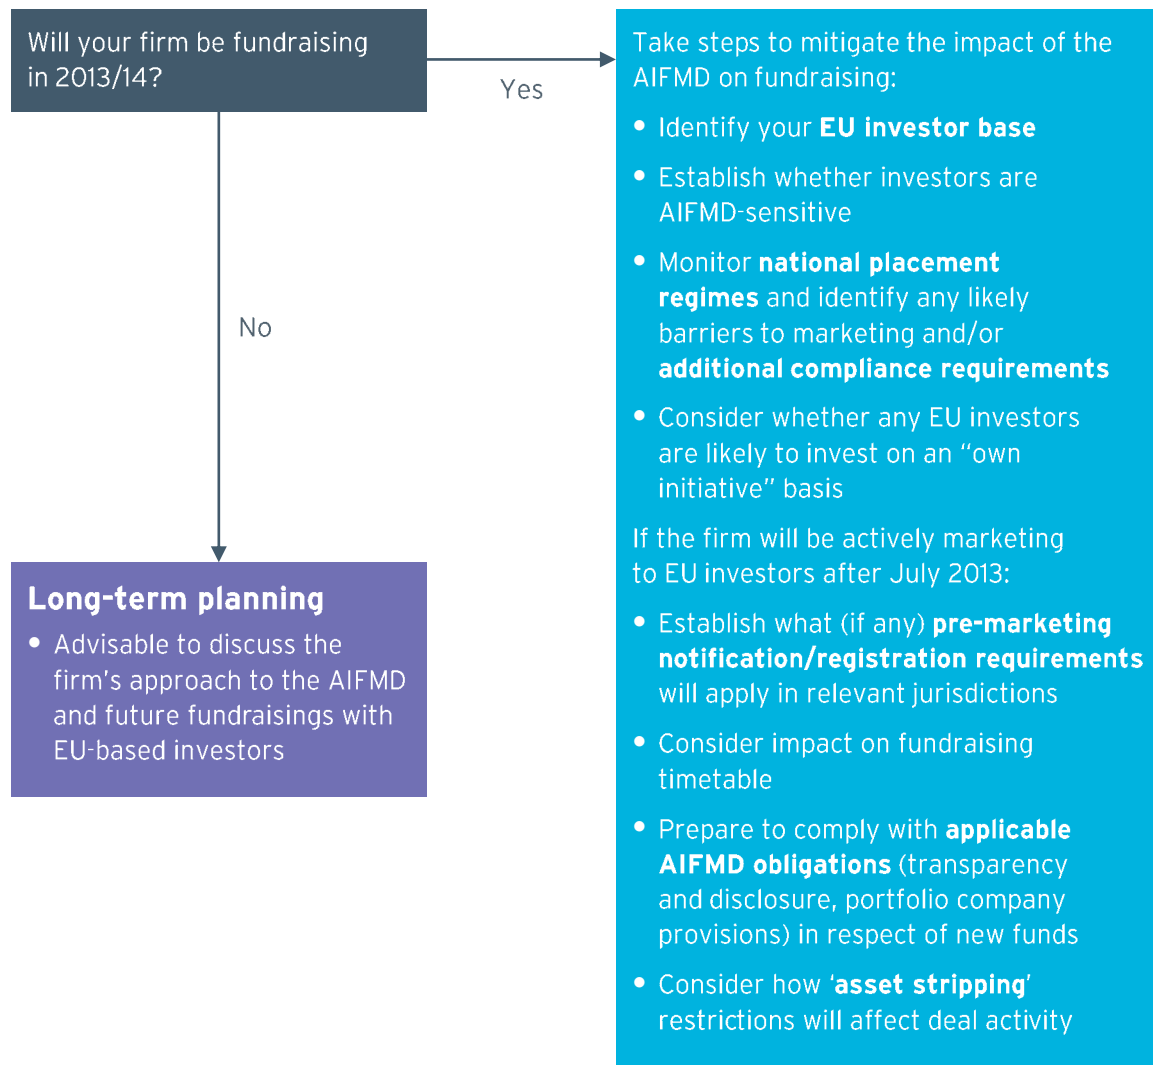 Will your firm be fundraising
in 2013/14?
Yes
No
Long-term planning
• Advisable to discuss the
firm's approach to the AIFMD
and future fundraisings with
EU-based investors
Take steps to mitigate the impact of the
AIFMD on fundraising:
• Identify your EU investor base
• Establish whether investors are
AIFMD-sensitive
• Monitor national placement
regimes and identify any likely
barriers to marketing and/or
additional compliance requirements
• Consider whether any EU investors
are likely to invest on an “own
initiative” basis
If the firm will be actively marketing
to EU investors after July 2013:
• Establish what (if any) pre-marketing
notification/registration requirements
will apply in relevant jurisdictions
• Consider impact on fundraising
timetable
• Prepare to comply with applicable
AIFMD obligations (transparency
and disclosure, portfolio company
provisions) in respect of new funds
• Consider how ‘asset stripping’
restrictions will affect deal activity